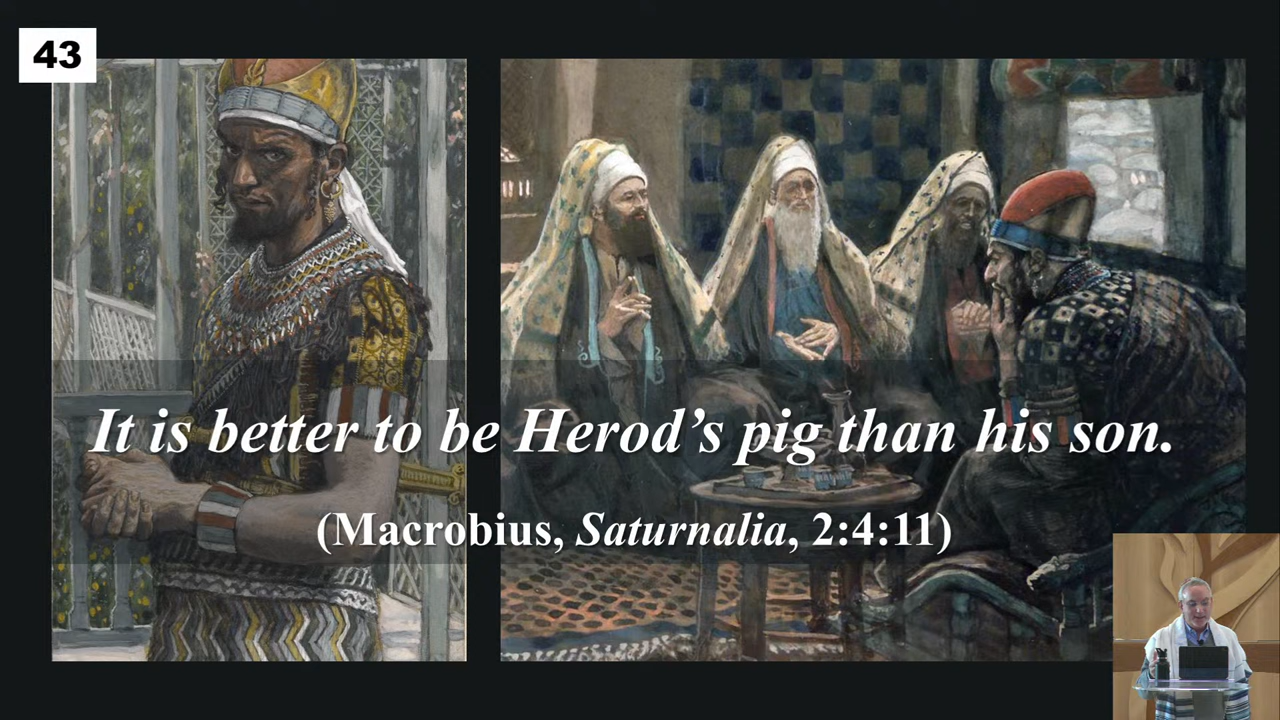 43
It is better to be Herod’s pig than his son.
(Macrobius, Saturnalia, 2:4:11)